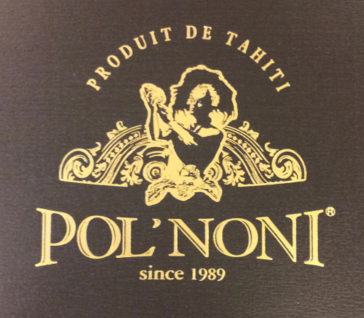 PRODUIT DE TAHITI
POL'NONI®
since 1989